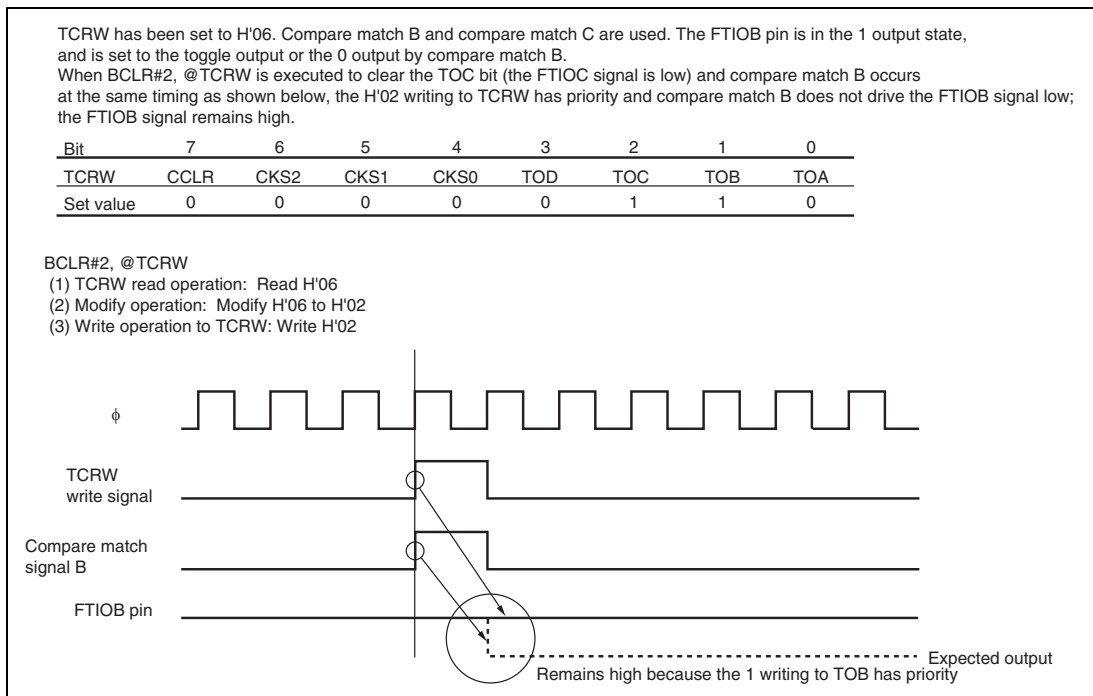 TCRW has been set to H'06. Compare match B and compare match C are used. The FTIOB pin is in the 1 output state,
and is set to the toggle output or the 0 output by compare match B.
When BCLR#2, @TCRW is executed to clear the TOC bit (the FTIOC signal is low) and compare match B occurs
at the same timing as shown below, the H'02 writing to TCRW has priority and compare match B does not drive the FTIOB signal low;
the FTIOB signal remains high.
Bit 7 6 5 4 3 2 1 0
TCRW CCLR CKS2 CKS1 CKS0 TOD TOC TOB TOA
Set value 0 0 0 0 0 1 1 0
BCLR#2, @TCRW
(1) TCRW read operation: Read H'06
(2) Modify operation: Modify H'06 to H'02
(3) Write operation to TCRW: Write H'02
ϕ
TCRW
write signal
Compare match
signal B
FTIOB pin
Expected output
Remains high because the 1 writing to TOB has priority